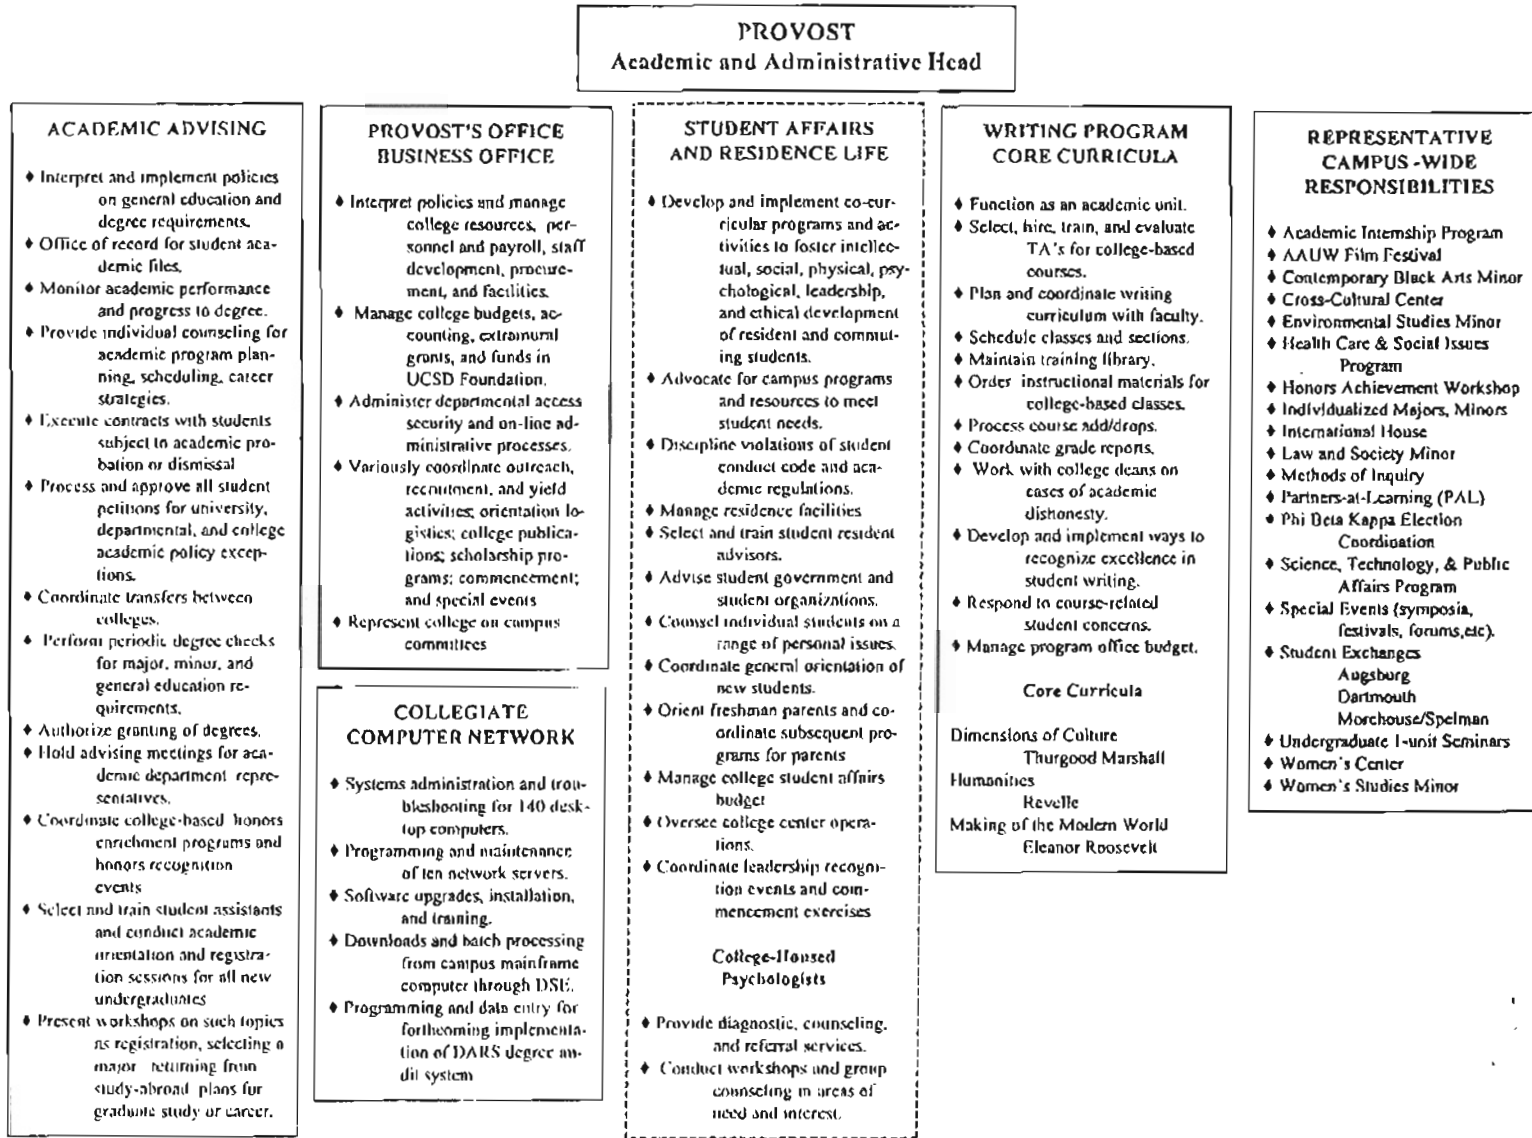 PROVOST
Academic and Administrative Head
ACADEMIC ADVISING
♦ Interpret and implement policies
on general education and
degree requirements.
♦ Office of record for student aca-
demic files.
♦ Monitor academic performance
and progress to degree.
♦ Provide individual counseling for
academic program plan-
ning, scheduling, career
strategies.
♦ Execute contracts with students
subject to academic pro-
bation or dismissal
♦ Process and approve all student
petitions for university,
departmental, and college
academic policy excep-
tions.
♦ Coordinate transfers between
colleges.
♦ Perform periodic degree checks
for major, minor, and
general education re-
quirements.
♦ Authorize granting of degrees.
♦ Hold advising meetings for aca-
demic department repre-
sentatives.
♦ Coordinate college-based honors
enrichment programs and
honors recognition
events
♦ Select and train student assistants
and conduct academic
orientation and registra-
tion sessions for all new
undergraduates
♦ Present workshops on such topics
as registration, selecting a
major returning from
study-abroad plans for
graduate study or career.
PROVOST'S OFFICE
BUSINESS OFFICE
♦ Interpret policies and manage
college resources, per-
sonnel and payroll, staff
development, procure-
ment, and facilities.
♦ Manage college budgets, ac-
counting, extramural
grants, and funds in
UCSD Foundation.
♦ Administer departmental access
security and on-line ad-
ministrative processes.
♦ Variously coordinate outreach,
recruitment, and yield
activities; orientation lo-
gistics; college publica-
tions; scholarship pro-
grams; commencement;
and special events
♦ Represent college on campus
committees
COLLEGIATE
COMPUTER NETWORK
♦ Systems administration and trou-
bleshooting for 140 desk-
top computers.
♦ Programming and maintenance
of ten network servers.
♦ Software upgrades, installation,
and training.
♦ Downloads and batch processing
from campus mainframe
computer through DSE.
♦ Programming and data entry for
forthcoming implementa-
tion of DARS degree au-
dit system
STUDENT AFFAIRS
AND RESIDENCE LIFE
♦ Develop and implement co-cur-
ricular programs and ac-
tivities to foster intellec-
tual, social, physical, psy-
chological, leadership,
and ethical development
of resident and commut-
ing students.
♦ Advocate for campus programs
and resources to meet
student needs.
♦ Discipline violations of student
conduct code and aca-
demic regulations.
♦ Manage residence facilities
♦ Select and train student resident
advisors.
♦ Advise student government and
student organizations.
♦ Counsel individual students on a
range of personal issues.
♦ Coordinate general orientation of
new students.
♦ Orient freshman parents and co-
ordinate subsequent pro-
grams for parents
♦ Manage college student affairs
budget
♦ Oversee college center opera-
tions.
♦ Coordinate leadership recogni-
tion events and com-
mencement exercises
College-Housed
Psychologists
♦ Provide diagnostic, counseling,
and referral services.
♦ Conduct workshops and group
counseling in areas of
need and interest.
WRITING PROGRAM
CORE CURRICULA
♦ Function as an academic unit.
♦ Select, hire, train, and evaluate
TA's for college-based
courses.
♦ Plan and coordinate writing
curriculum with faculty.
♦ Schedule classes and sections.
♦ Maintain training library.
♦ Order instructional materials for
college-based classes.
♦ Process course add/drops.
♦ Coordinate grade reports.
♦ Work with college deans on
cases of academic
dishonesty.
♦ Develop and implement ways to
recognize excellence in
student writing.
♦ Respond to course-related
student concerns.
♦ Manage program office budget.
Core Curricula
Dimensions of Culture
Thurgood Marshall
Humanities
Revelle
Making of the Modern World
Eleanor Roosevelt
REPRESENTATIVE
CAMPUS -WIDE
RESPONSIBILITIES
♦ Academic Internship Program
♦ AAUW Film Festival
♦ Contemporary Black Arts Minor
♦ Cross-Cultural Center
♦ Environmental Studies Minor
♦ Health Care & Social Issues
Program
♦ Honors Achievement Workshop
♦ Individualized Majors, Minors
♦ International House
♦ Law and Society Minor
♦ Methods of Inquiry
♦ Partners-at-Learning (PAL)
♦ Phi Beta Kappa Election
Coordination
♦ Science, Technology, & Public
Affairs Program
♦ Special Events (symposia,
festivals, forums,etc).
♦ Student Exchanges
Augsburg
Dartmouth
Morehouse/Spelman
♦ Undergraduate 1-unit Seminars
♦ Women's Center
♦ Women's Studies Minor